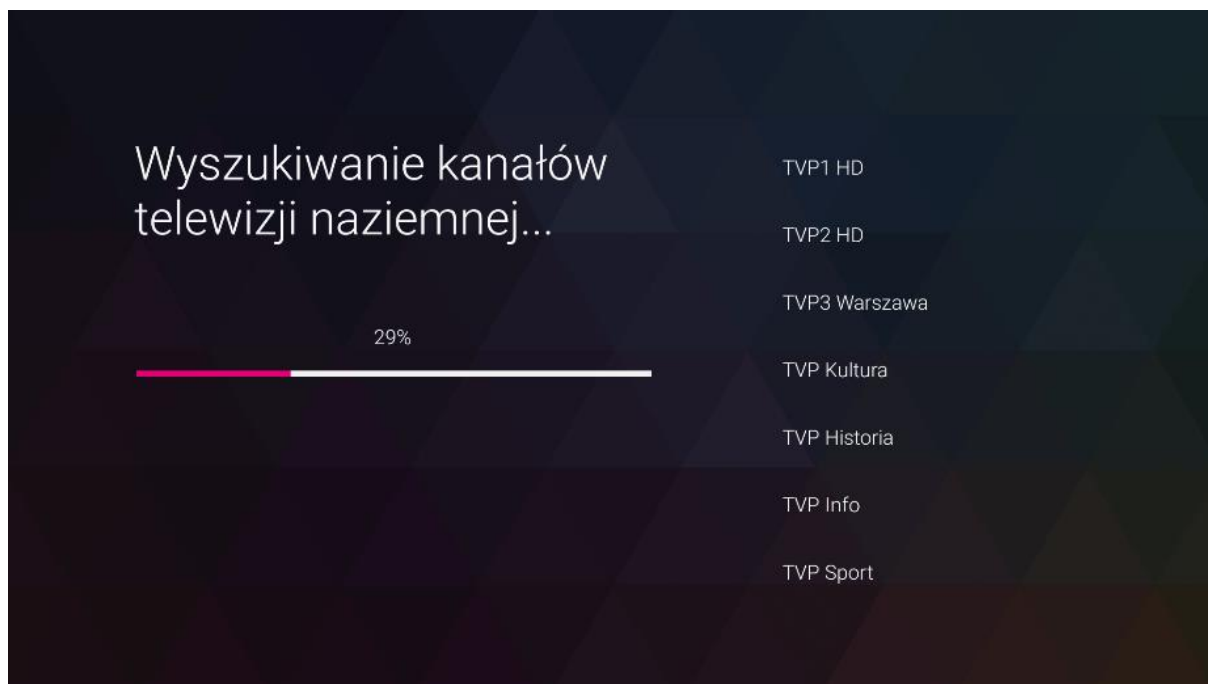 Wyszukiwanie kanałów
telewizji naziemnej...
29%
TVP1 HD
TVP2 HD
TVP3 Warszawa
TVP Kultura
TVP Historia
TVP Info
TVP Sport